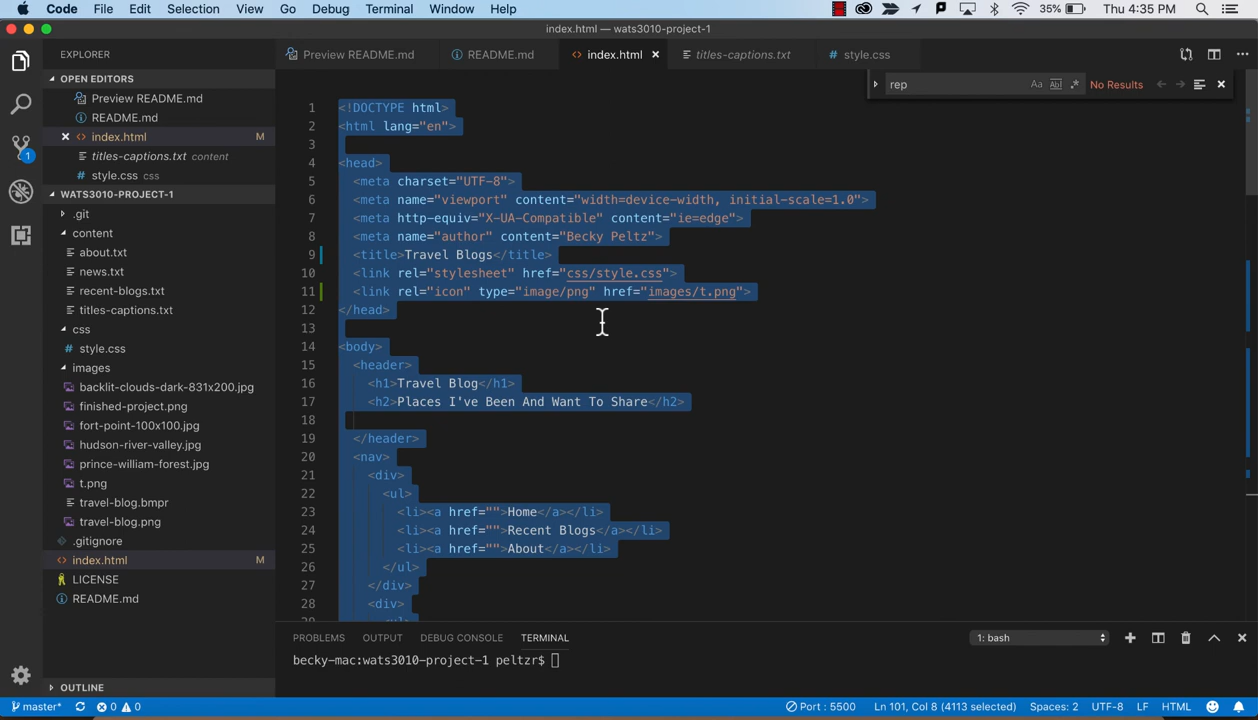 Code File Edit Selection View Go Debug Terminal Window Help 35% Thu 4:35 PM
index.html — wats3010-project-1
EXPLORER
OPEN EDITORS
Preview README.md
README.md
index.html M
titles-captions.txt content
style.css css
WATS3010-PROJECT-1
.git
content
about.txt
news.txt
recent-blogs.txt
titles-captions.txt
css
style.css
images
backlit-clouds-dark-831x200.jpg
finished-project.png
fort-point-100x100.jpg
hudson-river-valley.jpg
prince-william-forest.jpg
t.png
travel-blog.bmpr
travel-blog.png
.gitignore
index.html M
LICENSE
README.md
OUTLINE
1
Preview README.md README.md index.html titles-captions.txt style.css
rep Aa Abl .* No Results
1 <!DOCTYPE html>
2 <html lang="en">
3
4 <head>
5 <meta charset="UTF-8">
6 <meta name="viewport" content="width=device-width, initial-scale=1.0">
7 <meta http-equiv="X-UA-Compatible" content="ie=edge">
8 <meta name="author" content="Becky Peltz">
9 <title>Travel Blogs</title>
10 <link rel="stylesheet" href="css/style.css">
11 <link rel="icon" type="image/png" href="images/t.png">
12 </head>
13
14 <body>
15 <header>
16 <h1>Travel Blog</h1>
17 <h2>Places I've Been And Want To Share</h2>
18
19 </header>
20 <nav>
21 <div>
22 <ul>
23 <li><a href="">Home</a></li>
24 <li><a href="">Recent Blogs</a></li>
25 <li><a href="">About</a></li>
26 </ul>
27 </div>
28 <div>
PROBLEMS OUTPUT DEBUG CONSOLE TERMINAL 1: bash
becky-mac:wats3010-project-1 peltzr$
master* 0 0 Port : 5500 Ln 101, Col 8 (4113 selected) Spaces: 2 UTF-8 LF HTML